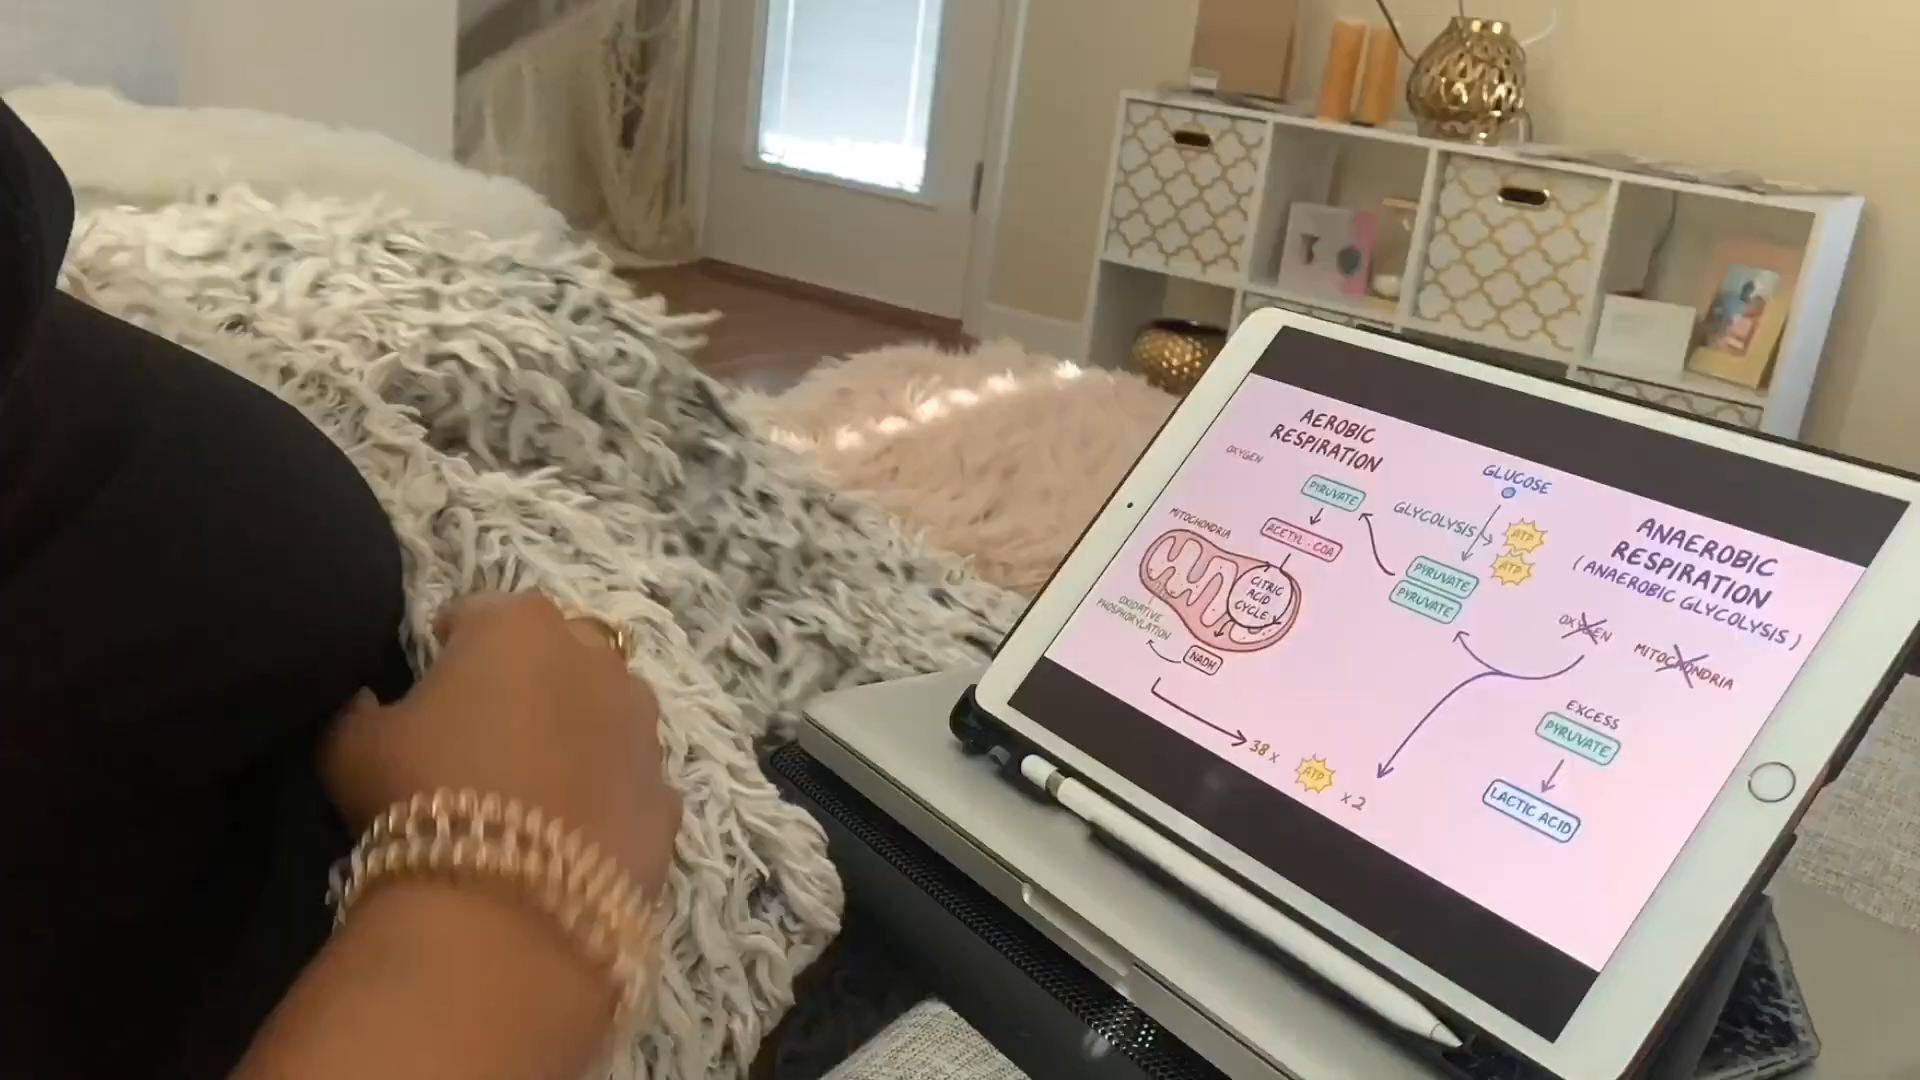 AEROBIC
RESPIRATION
OXYGEN
PYRUVATE
MITOCHONDRIA
ACETYL-COA
CITRIC
ACID
CYCLE
OXIDATIVE
PHOSPHORYLATION
NADH
38 x
ATP
x 2
GLUCOSE
GLYCOLYSIS
ATP
ATP
PYRUVATE
PYRUVATE
ANAEROBIC
RESPIRATION
(ANAEROBIC GLYCOLYSIS)
OXYGEN
MITOCHONDRIA
EXCESS
PYRUVATE
LACTIC ACID